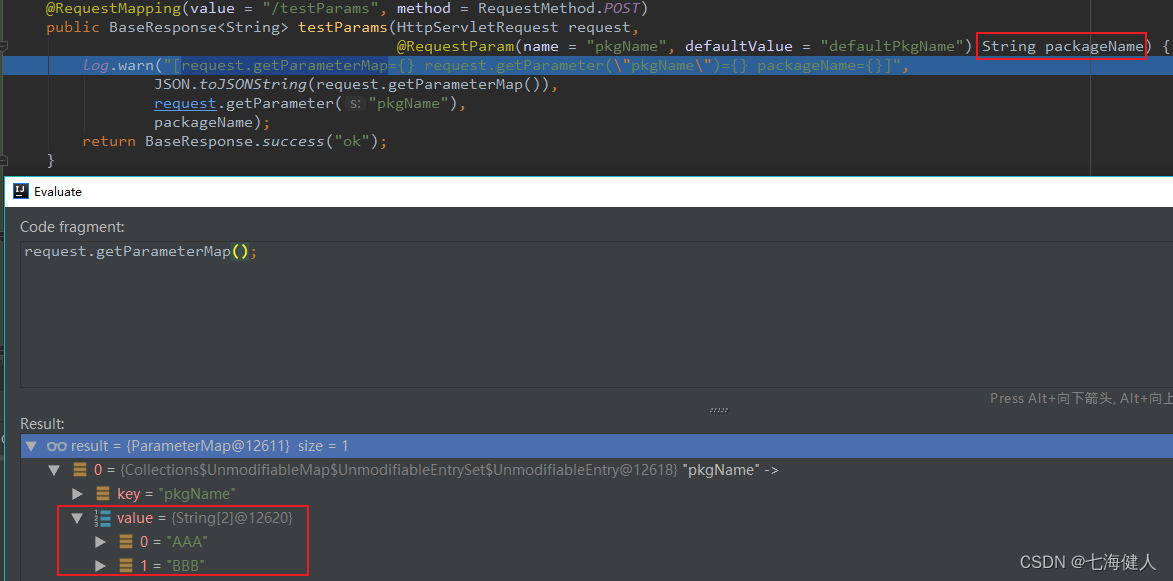 @RequestMapping(value = "/testParams", method = RequestMethod.POST)
public BaseResponse<String> testParams(HttpServletRequest request,
@RequestParam(name = "pkgName", defaultValue = "defaultPkgName") String packageName) {
log.warn("[request.getParameterMap={} request.getParameter(\"pkgName\")={} packageName={}]",
JSON.toJSONString(request.getParameterMap()),
request.getParameter( s: "pkgName"),
packageName);
return BaseResponse.success("ok");
}
IJ Evaluate
Code fragment:
request.getParameterMap();
Press Alt+向下箭头, Alt+向上
Result:
result = {ParameterMap@12611} size = 1
0 = {Collections$UnmodifiableMap$UnmodifiableEntrySet$UnmodifiableEntry@12618} "pkgName" ->
key = "pkgName"
value = {String[2]@12620}
0 = "AAA"
1 = "BBB"
CSDN @七海健人